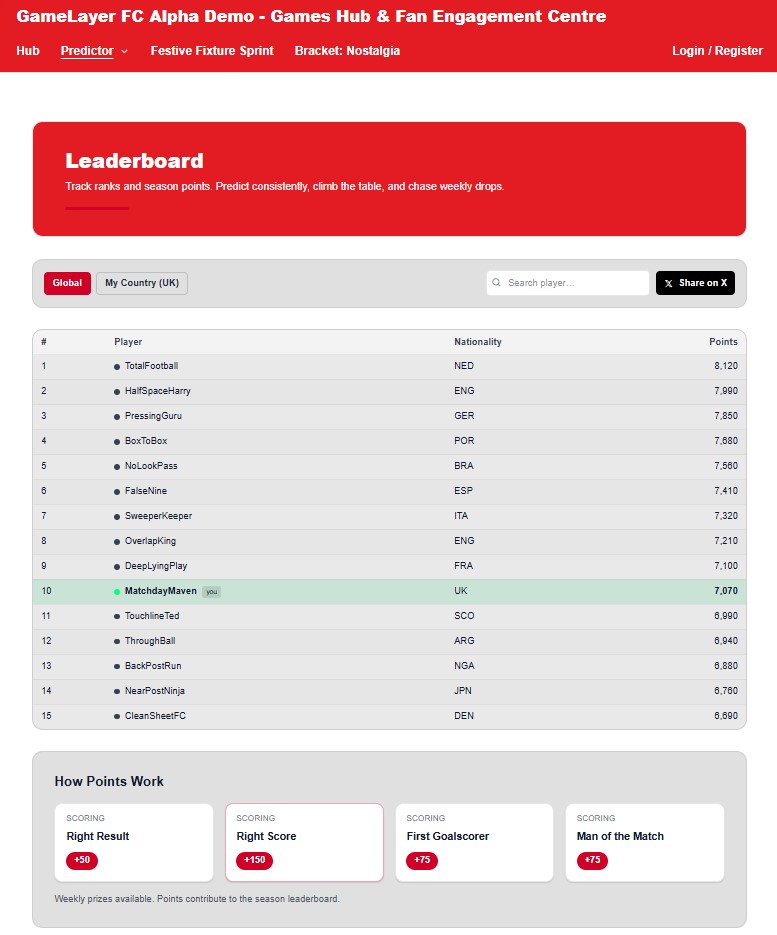 GameLayer FC Alpha Demo - Games Hub & Fan Engagement Centre
Hub Predictor Festive Fixture Sprint Bracket: Nostalgia Login / Register
Leaderboard
Track ranks and season points. Predict consistently, climb the table, and chase weekly drops.
Global My Country (UK) Search player... Share on X
# Player Nationality Points
1 TotalFootball NED 8,120
2 HalfSpaceHarry ENG 7,990
3 PressingGuru GER 7,850
4 BoxToBox POR 7,680
5 NoLookPass BRA 7,560
6 FalseNine ESP 7,410
7 SweeperKeeper ITA 7,320
8 OverlapKing ENG 7,210
9 DeepLyingPlay FRA 7,100
10 MatchdayMaven you UK 7,070
11 TouchlineTed SCO 6,990
12 ThroughBall ARG 6,940
13 BackPostRun NGA 6,880
14 NearPostNinja JPN 6,760
15 CleanSheetFC DEN 6,690
How Points Work
SCORING SCORING SCORING SCORING
Right Result Right Score First Goalscorer Man of the Match
+50 +150 +75 +75
Weekly prizes available. Points contribute to the season leaderboard.